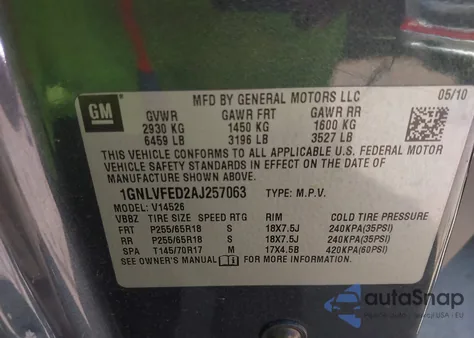 GM
MFD BY GENERAL MOTORS LLC 05/10
GVWR GAWR FRT GAWR RR
2930 KG 1450 KG 1600 KG
6459 LB 3196 LB 3527 LB
THIS VEHICLE CONFORMS TO ALL APPLICABLE U.S. FEDERAL MOTOR
VEHICLE SAFETY STANDARDS IN EFFECT ON THE DATE OF
MANUFACTURE SHOWN ABOVE.
1GNLVFED2AJ257063 TYPE: M.P.V.
MODEL: V14526
VBBZ TIRE SIZE SPEED RTG RIM COLD TIRE PRESSURE
FRT P255/65R18 S 18X7.5J 240KPA(35PSI)
RR P255/65R18 S 18X7.5J 240KPA(35PSI)
SPA T145/70R17 M 17X4.5B 420KPA(60PSI)
SEE OWNER'S MANUAL FOR MORE INFORMATION.
autoSnap